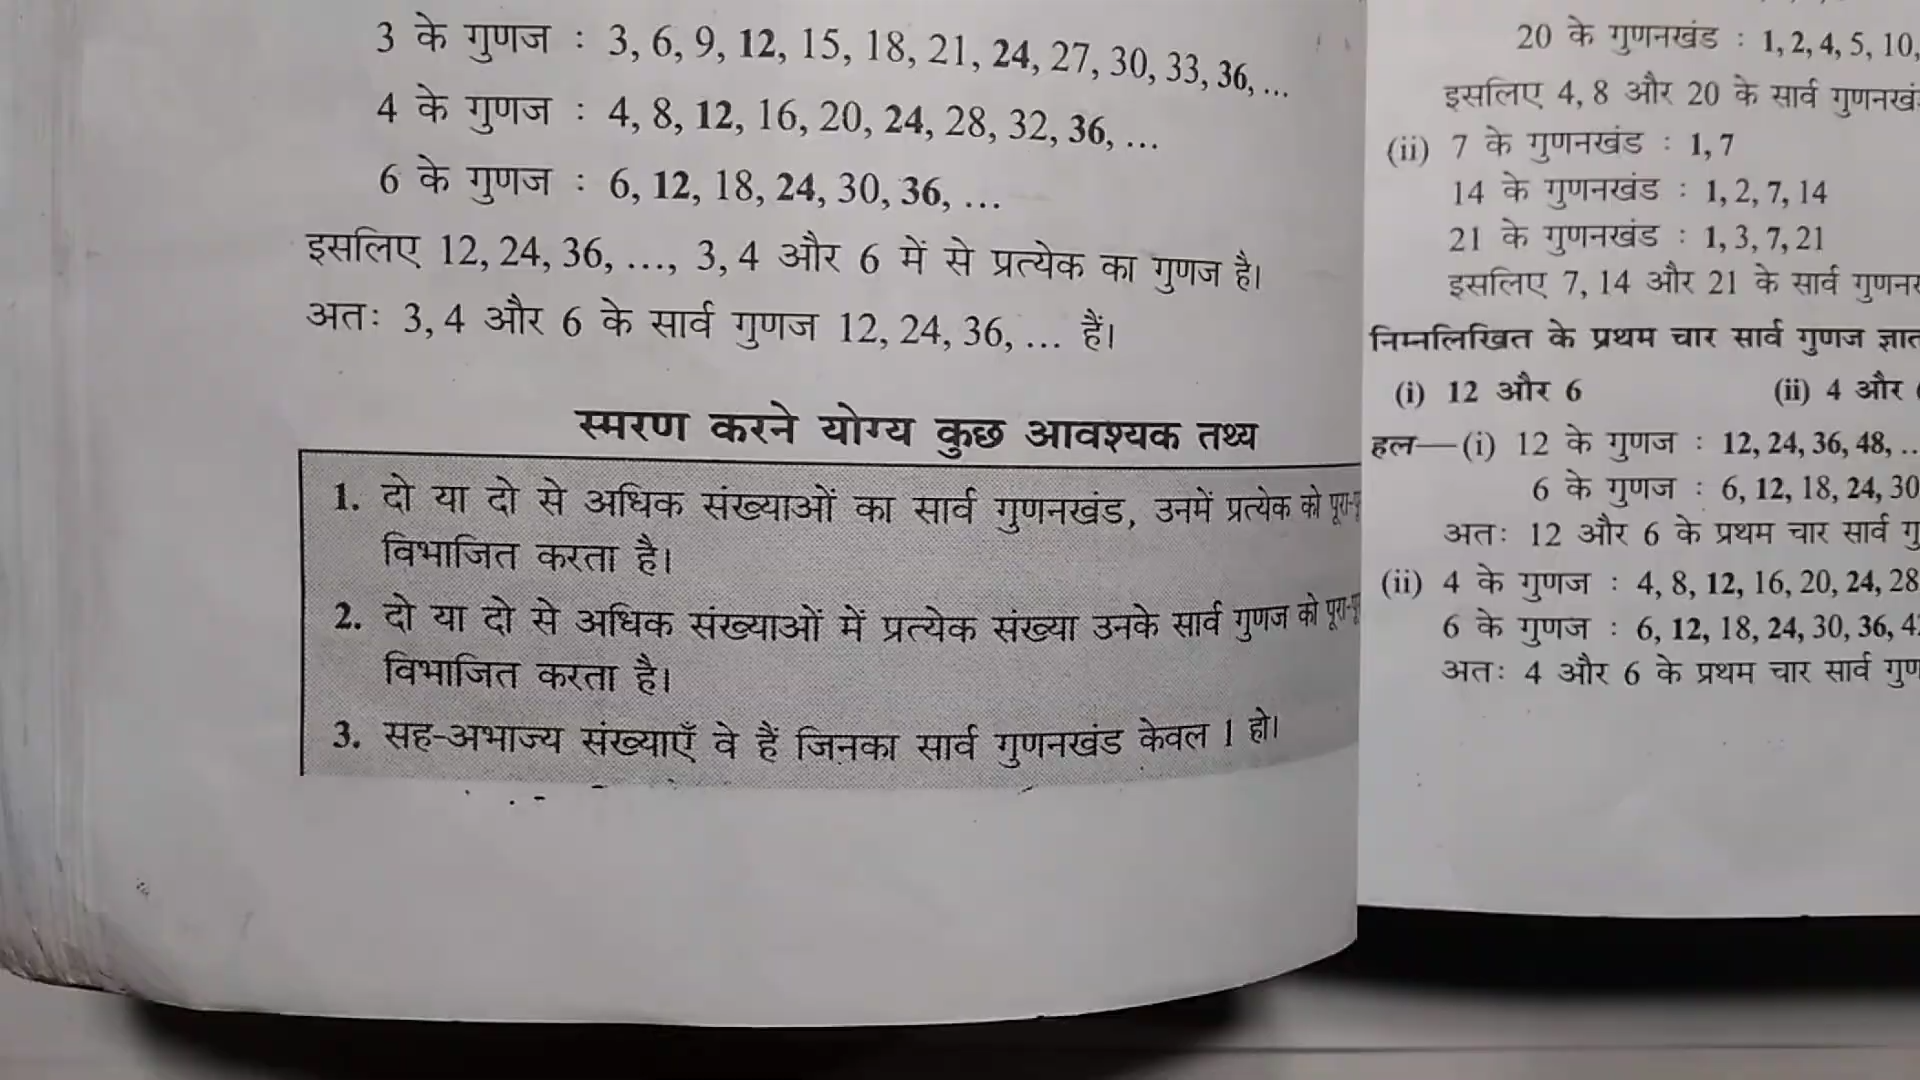 3 के गुणज : 3, 6, 9, 12, 15, 18, 21, 24, 27, 30, 33, 36, ...
4 के गुणज : 4, 8, 12, 16, 20, 24, 28, 32, 36, ...
6 के गुणज : 6, 12, 18, 24, 30, 36, ...
इसलिए 12, 24, 36, ..., 3, 4 और 6 में से प्रत्येक का गुणज है।
अतः 3, 4 और 6 के सार्व गुणज 12, 24, 36, ... हैं।
स्मरण करने योग्य कुछ आवश्यक तथ्य
1. दो या दो से अधिक संख्याओं का सार्व गुणनखंड, उनमें प्रत्येक को पूरा-
विभाजित करता है।
2. दो या दो से अधिक संख्याओं में प्रत्येक संख्या उनके सार्व गुणज को पूरा-
विभाजित करता है।
3. सह-अभाज्य संख्याएँ वे हैं जिनका सार्व गुणनखंड केवल 1 हो।
20 के गुणनखंड : 1, 2, 4, 5, 10,
इसलिए 4, 8 और 20 के सार्व
(ii) 7 के गुणनखंड : 1, 7
14 के गुणनखंड : 1, 2, 7, 14
21 के गुणनखंड : 1, 3, 7, 21
इसलिए 7, 14 और 21 के सार्व
निम्नलिखित के प्रथम चार सार्व गुणज
(i) 12 और 6 (ii) 4 और
हल—(i) 12 के गुणज : 12, 24, 36, 48, ..
6 के गुणज : 6, 12, 18, 24, 30
अतः 12 और 6 के प्रथम चार सार्व
(ii) 4 के गुणज : 4, 8, 12, 16, 20, 24, 28
6 के गुणज : 6, 12, 18, 24, 30, 36,
अतः 4 और 6 के प्रथम चार सार्व